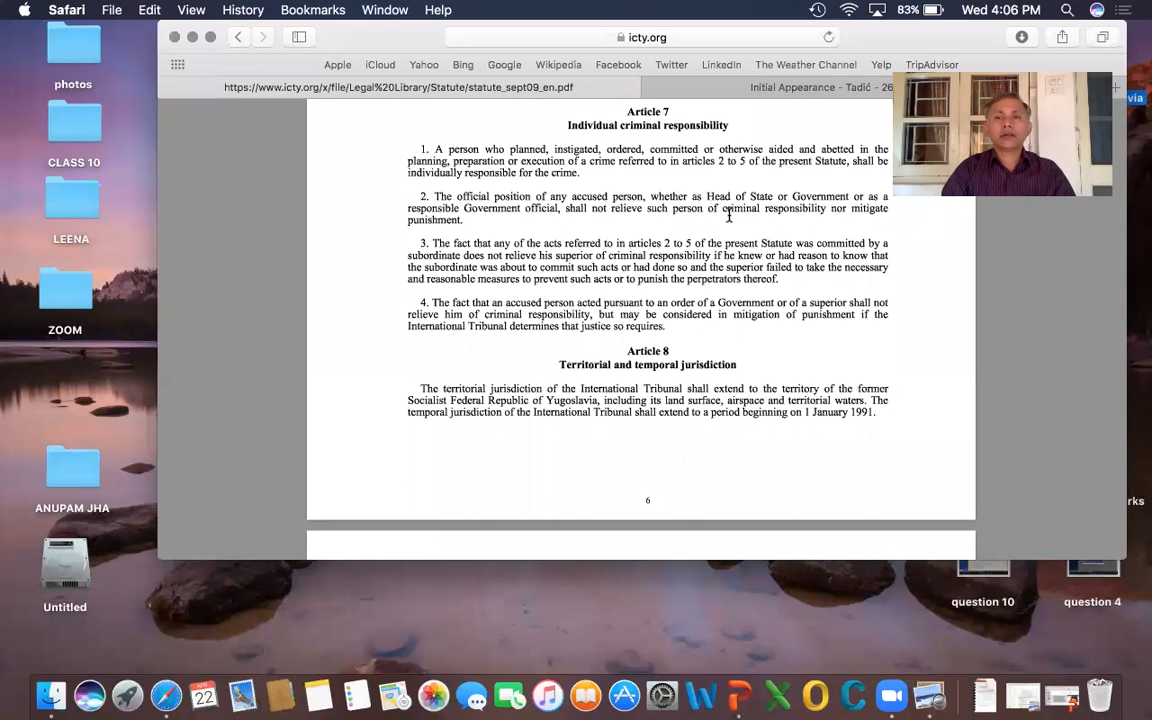 Safari File Edit View History Bookmarks Window Help 83% Wed 4:06 PM
icty.org
Apple iCloud Yahoo Bing Google Wikipedia Facebook Twitter LinkedIn The Weather Channel Yelp TripAdvisor
https://www.icty.org/x/file/Legal%20Library/Statute/statute_sept09_en.pdf
Initial Appearance - Tadić - 26
via
photos
CLASS 10
LEENA
ZOOM
ANUPAM JHA
Untitled
Article 7
Individual criminal responsibility
1. A person who planned, instigated, ordered, committed or otherwise aided and abetted in the
planning, preparation or execution of a crime referred to in articles 2 to 5 of the present Statute, shall be
individually responsible for the crime.
2. The official position of any accused person, whether as Head of State or Government or as a
responsible Government official, shall not relieve such person of criminal responsibility nor mitigate
punishment.
3. The fact that any of the acts referred to in articles 2 to 5 of the present Statute was committed by a
subordinate does not relieve his superior of criminal responsibility if he knew or had reason to know that
the subordinate was about to commit such acts or had done so and the superior failed to take the necessary
and reasonable measures to prevent such acts or to punish the perpetrators thereof.
4. The fact that an accused person acted pursuant to an order of a Government or of a superior shall not
relieve him of criminal responsibility, but may be considered in mitigation of punishment if the
International Tribunal determines that justice so requires.
Article 8
Territorial and temporal jurisdiction
The territorial jurisdiction of the International Tribunal shall extend to the territory of the former
Socialist Federal Republic of Yugoslavia, including its land surface, airspace and territorial waters. The
temporal jurisdiction of the International Tribunal shall extend to a period beginning on 1 January 1991.
6
rks
question 10
question 4
APR
22